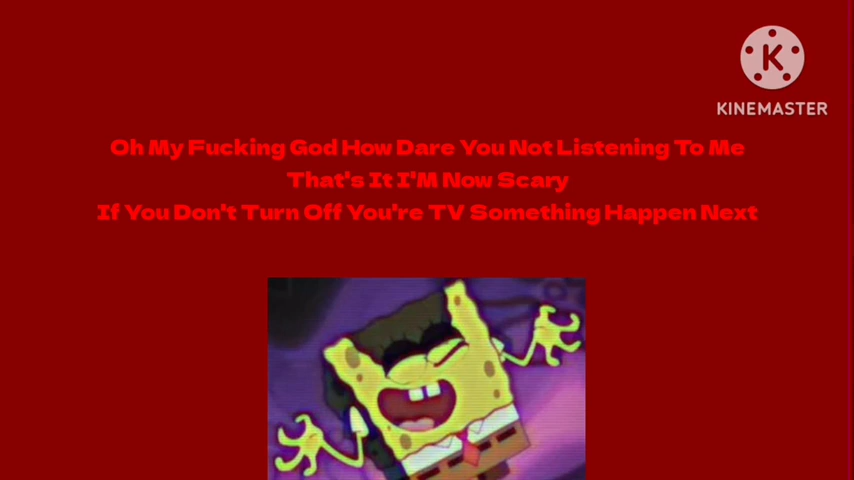 KINEMASTER
Oh My Fucking God How Dare You Not Listening To Me
That's It I'M Now Scary
If You Don't Turn Off You're TV Something Happen Next